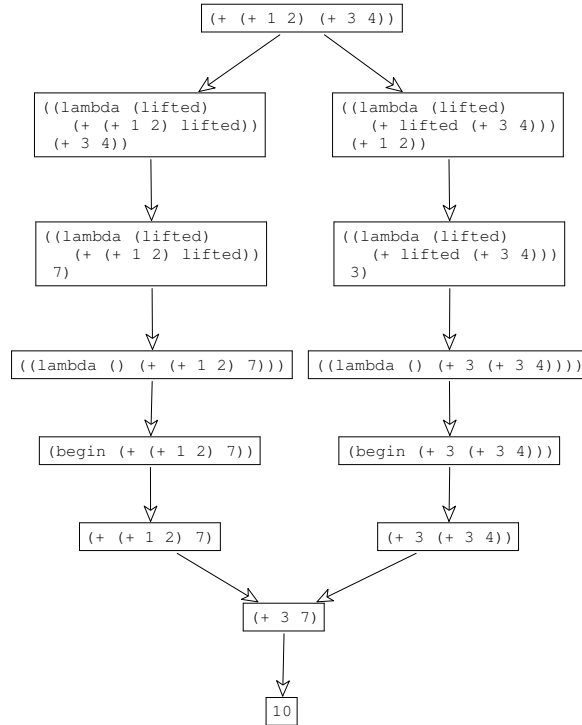 (+ (+ 1 2) (+ 3 4))
((lambda (lifted)
   (+ (+ 1 2) lifted))
 (+ 3 4))
((lambda (lifted)
   (+ lifted (+ 3 4)))
 (+ 1 2))
((lambda (lifted)
   (+ (+ 1 2) lifted))
 7)
((lambda (lifted)
   (+ lifted (+ 3 4)))
 3)
((lambda () (+ (+ 1 2) 7)))
((lambda () (+ 3 (+ 3 4))))
(begin (+ (+ 1 2) 7))
(begin (+ 3 (+ 3 4)))
(+ (+ 1 2) 7)
(+ 3 (+ 3 4))
(+ 3 7)
10